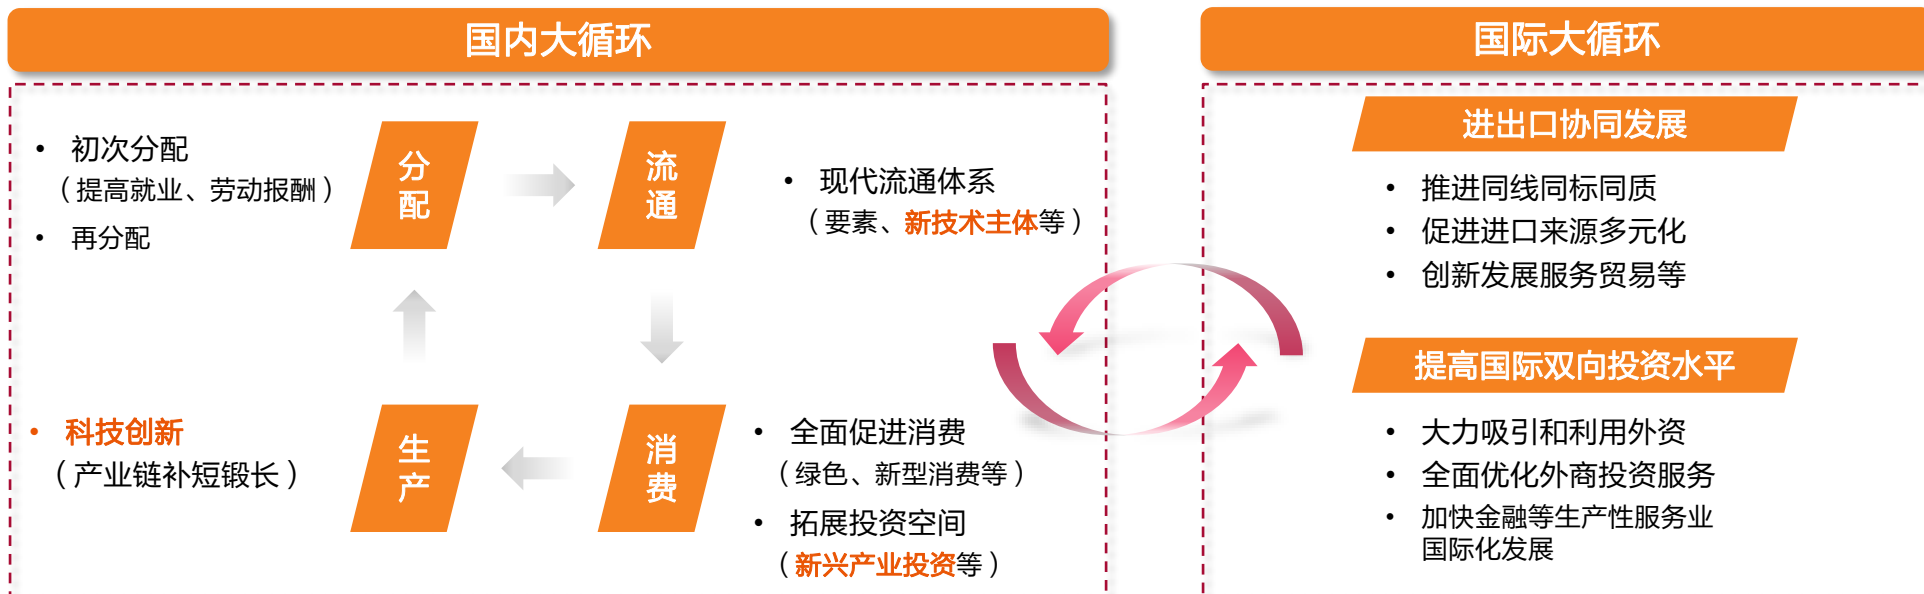 国内大循环
• 初次分配
（提高就业、劳动报酬）
• 再分配
分
配
流
通
• 现代流通体系
（要素、新技术主体等）
• 科技创新
（产业链补短锻长）
生
产
消
费
• 全面促进消费
（绿色、新型消费等）
• 拓展投资空间
（新兴产业投资等）
国际大循环
进出口协同发展
• 推进同线同标同质
• 促进进口来源多元化
• 创新发展服务贸易等
提高国际双向投资水平
• 大力吸引和利用外资
• 全面优化外商投资服务
• 加快金融等生产性服务业
国际化发展